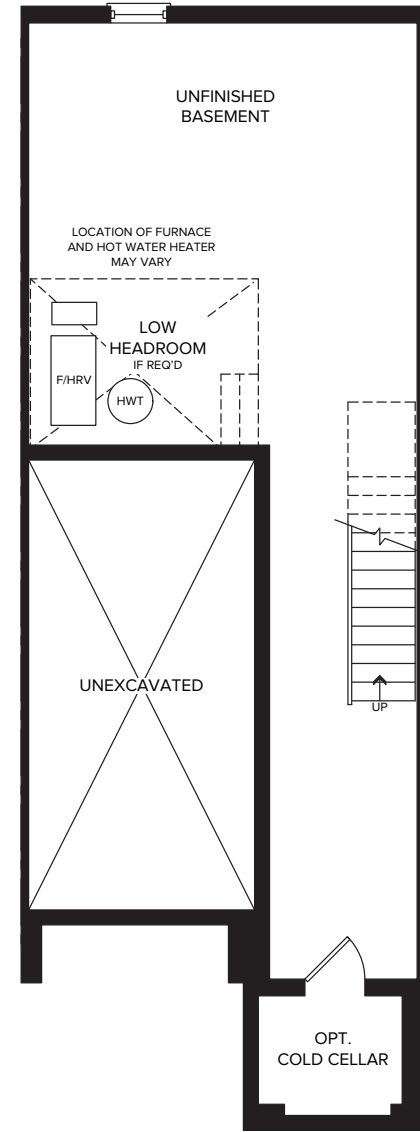 UNFINISHED
BASEMENT
LOCATION OF FURNACE
AND HOT WATER HEATER
MAY VARY
LOW
HEADROOM
IF REQ'D
F/HRV
HWT
UNEXCAVATED
UP
OPT.
COLD CELLAR